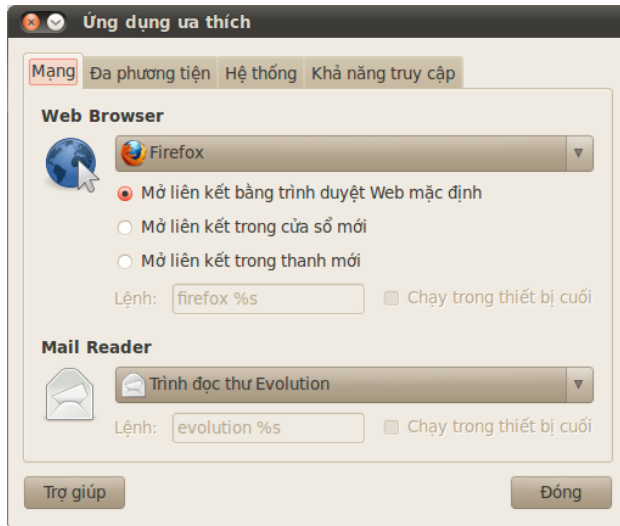 Ứng dụng ưa thích
Mạng Đa phương tiện Hệ thống Khả năng truy cập
Web Browser
Firefox
Mở liên kết bằng trình duyệt Web mặc định
Mở liên kết trong cửa sổ mới
Mở liên kết trong thanh mới
Lệnh: firefox %s Chạy trong thiết bị cuối
Mail Reader
Trình đọc thư Evolution
Lệnh: evolution %s Chạy trong thiết bị cuối
Trợ giúp Đóng